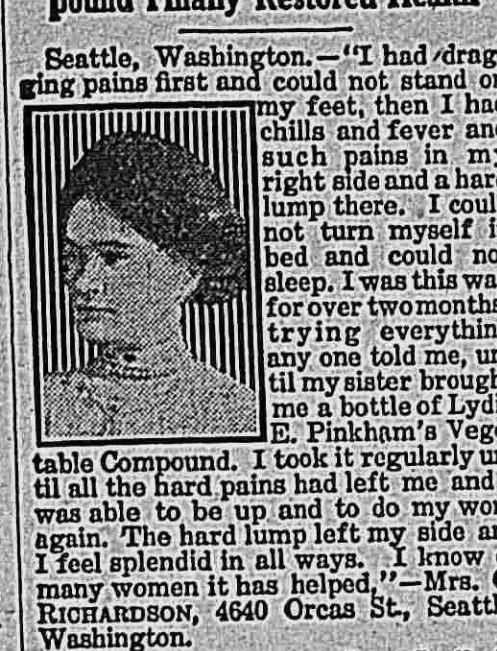 pound Finally Restored Health
Seattle, Washington.—"I had drag-
ging pains first and could not stand on
my feet, then I had
chills and fever and
such pains in my
right side and a hard
lump there. I could
not turn myself in
bed and could not
sleep. I was this way
for over two months,
trying everything
any one told me, un-
til my sister brought
me a bottle of Lydia
E. Pinkham's Vege-
table Compound. I took it regularly un-
til all the hard pains had left me and I
was able to be up and to do my work
again. The hard lump left my side and
I feel splendid in all ways. I know
many women it has helped,"—Mrs.
RICHARDSON, 4640 Orcas St., Seattle
Washington.